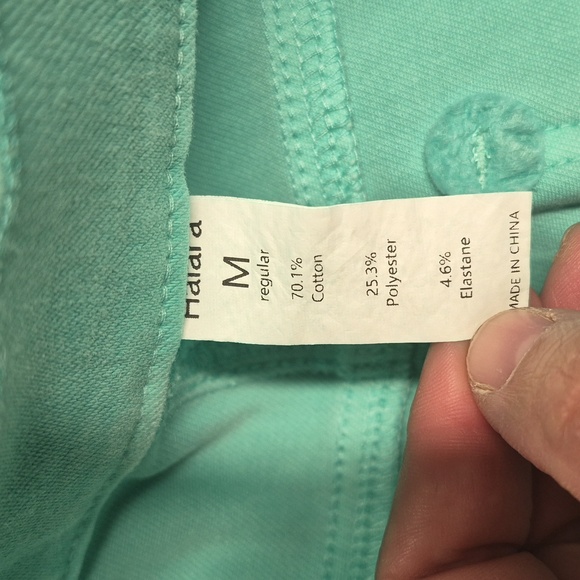 Halara
M
regular
70.1%
Cotton
25.3%
Polyester
4.6%
Elastane
MADE IN CHINA